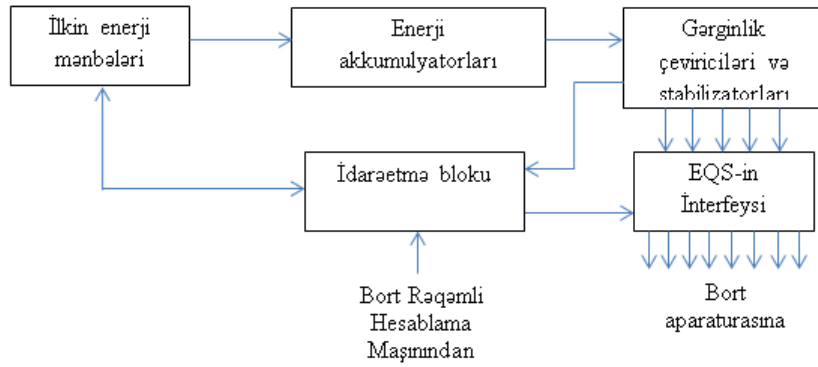 İlkin enerji
mənbələri
Enerji
akkumulyatorları
Gərginlik
çeviriciləri və
stabilizatorları
İdarəetmə bloku
EQS-in
İnterfeysi
Bort Rəqəmli
Hesablama
Maşınından
Bort
aparaturasına